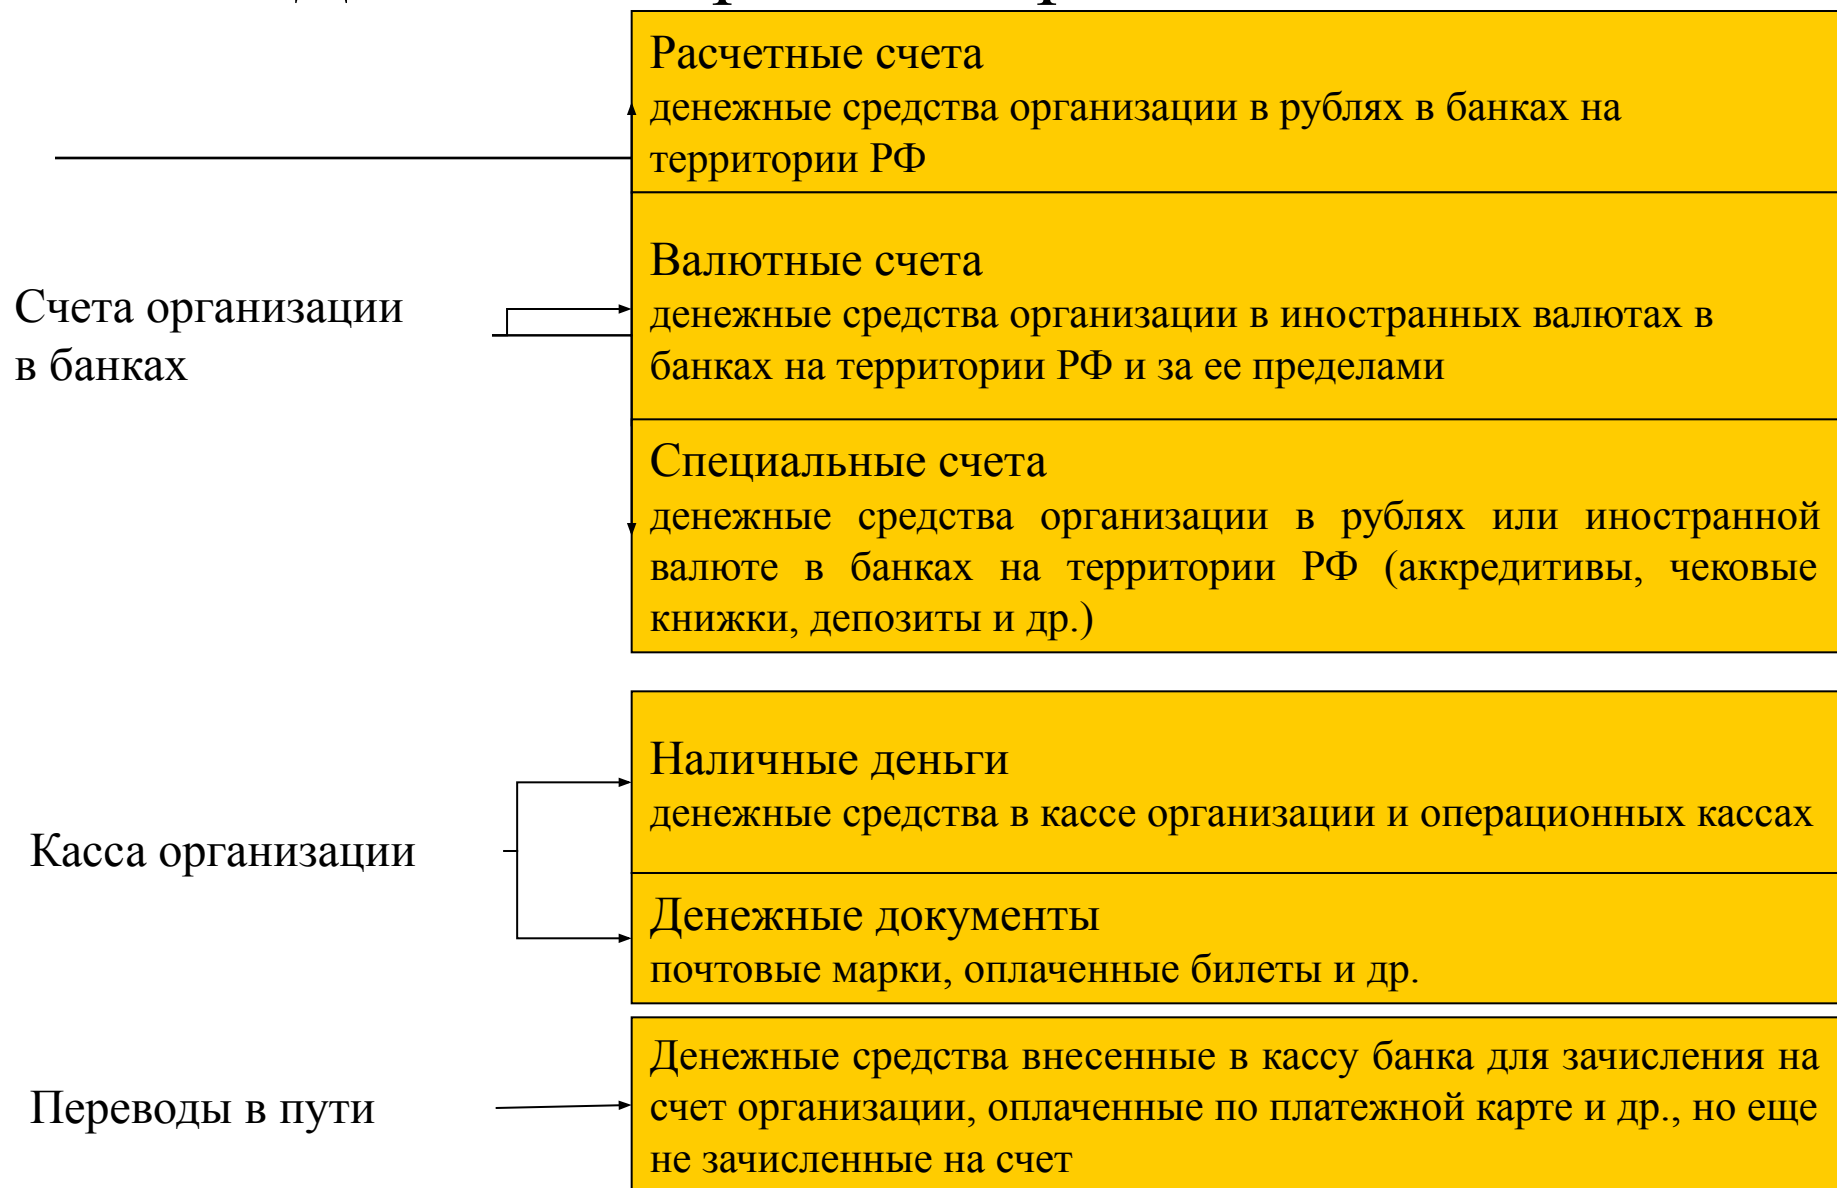 Расчетные счета
денежные средства организации в рублях в банках на
территории РФ
Счета организации
в банках
Валютные счета
денежные средства организации в иностранных валютах в
банках на территории РФ и за ее пределами
Специальные счета
денежные средства организации в рублях или иностранной
валюте в банках на территории РФ (аккредитивы, чековые
книжки, депозиты и др.)
Касса организации
Наличные деньги
денежные средства в кассе организации и операционных кассах
Денежные документы
почтовые марки, оплаченные билеты и др.
Переводы в пути
Денежные средства внесенные в кассу банка для зачисления на
счет организации, оплаченные по платежной карте и др., но еще
не зачисленные на счет